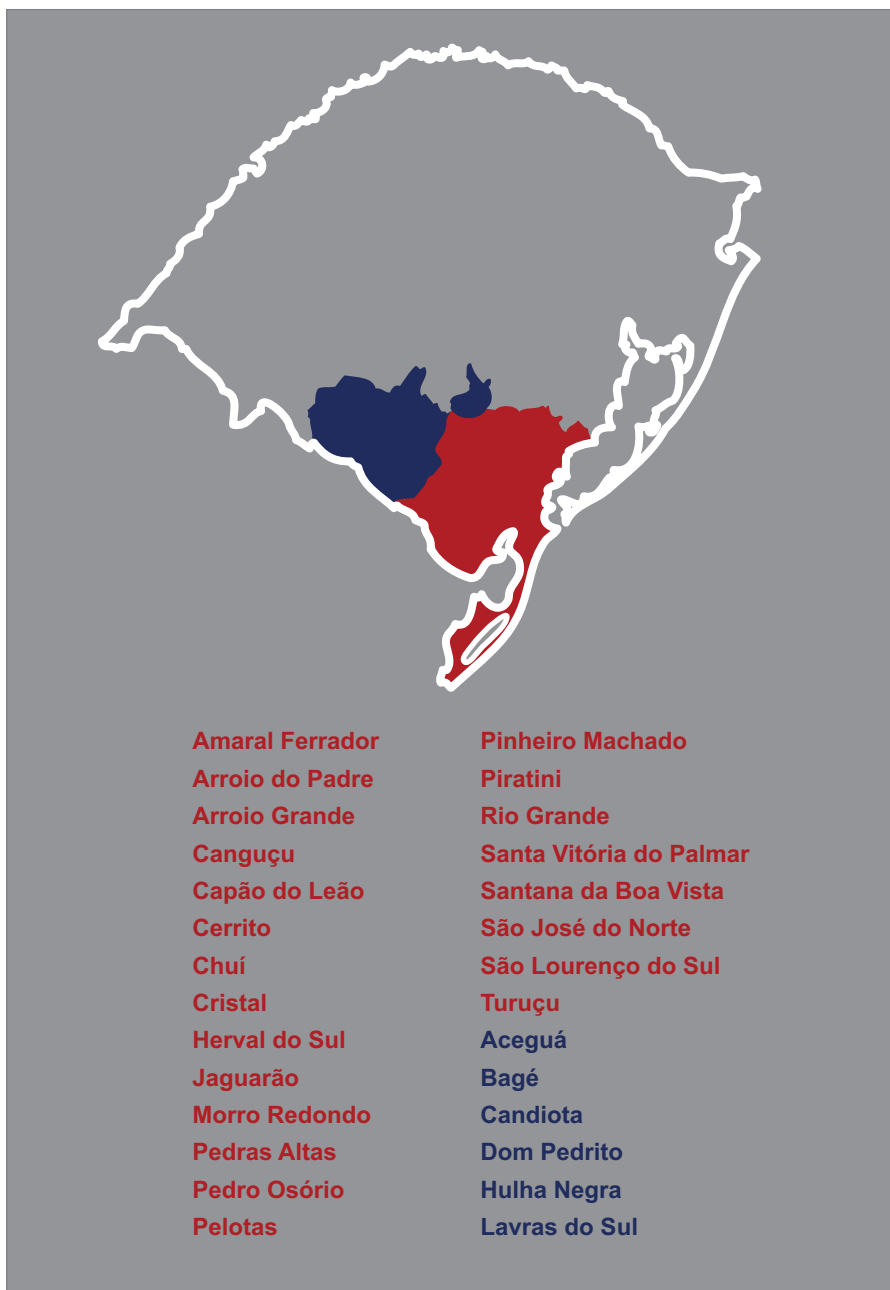 Amaral Ferrador
Arroio do Padre
Arroio Grande
Canguçu
Capão do Leão
Cerrito
Chuí
Cristal
Herval do Sul
Jaguarão
Morro Redondo
Pedras Altas
Pedro Osório
Pelotas
Pinheiro Machado
Piratini
Rio Grande
Santa Vitória do Palmar
Santana da Boa Vista
São José do Norte
São Lourenço do Sul
Turuçu
Aceguá
Bagé
Candiota
Dom Pedrito
Hulha Negra
Lavras do Sul